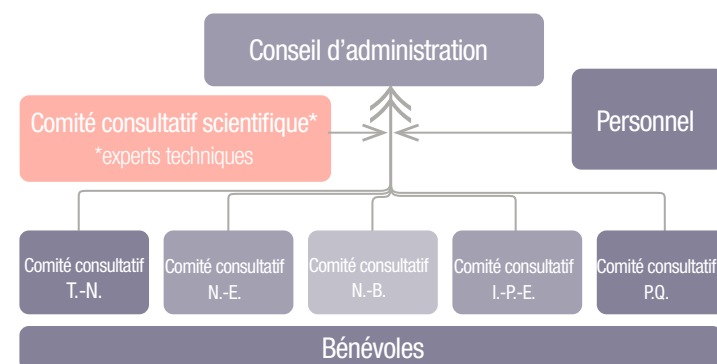 Conseil d’administration
Comité consultatif scientifique*
*experts techniques
Personnel
Comité consultatif
T.-N.
Comité consultatif
N.-E.
Comité consultatif
N.-B.
Comité consultatif
I.-P.-E.
Comité consultatif
P.Q.
Bénévoles